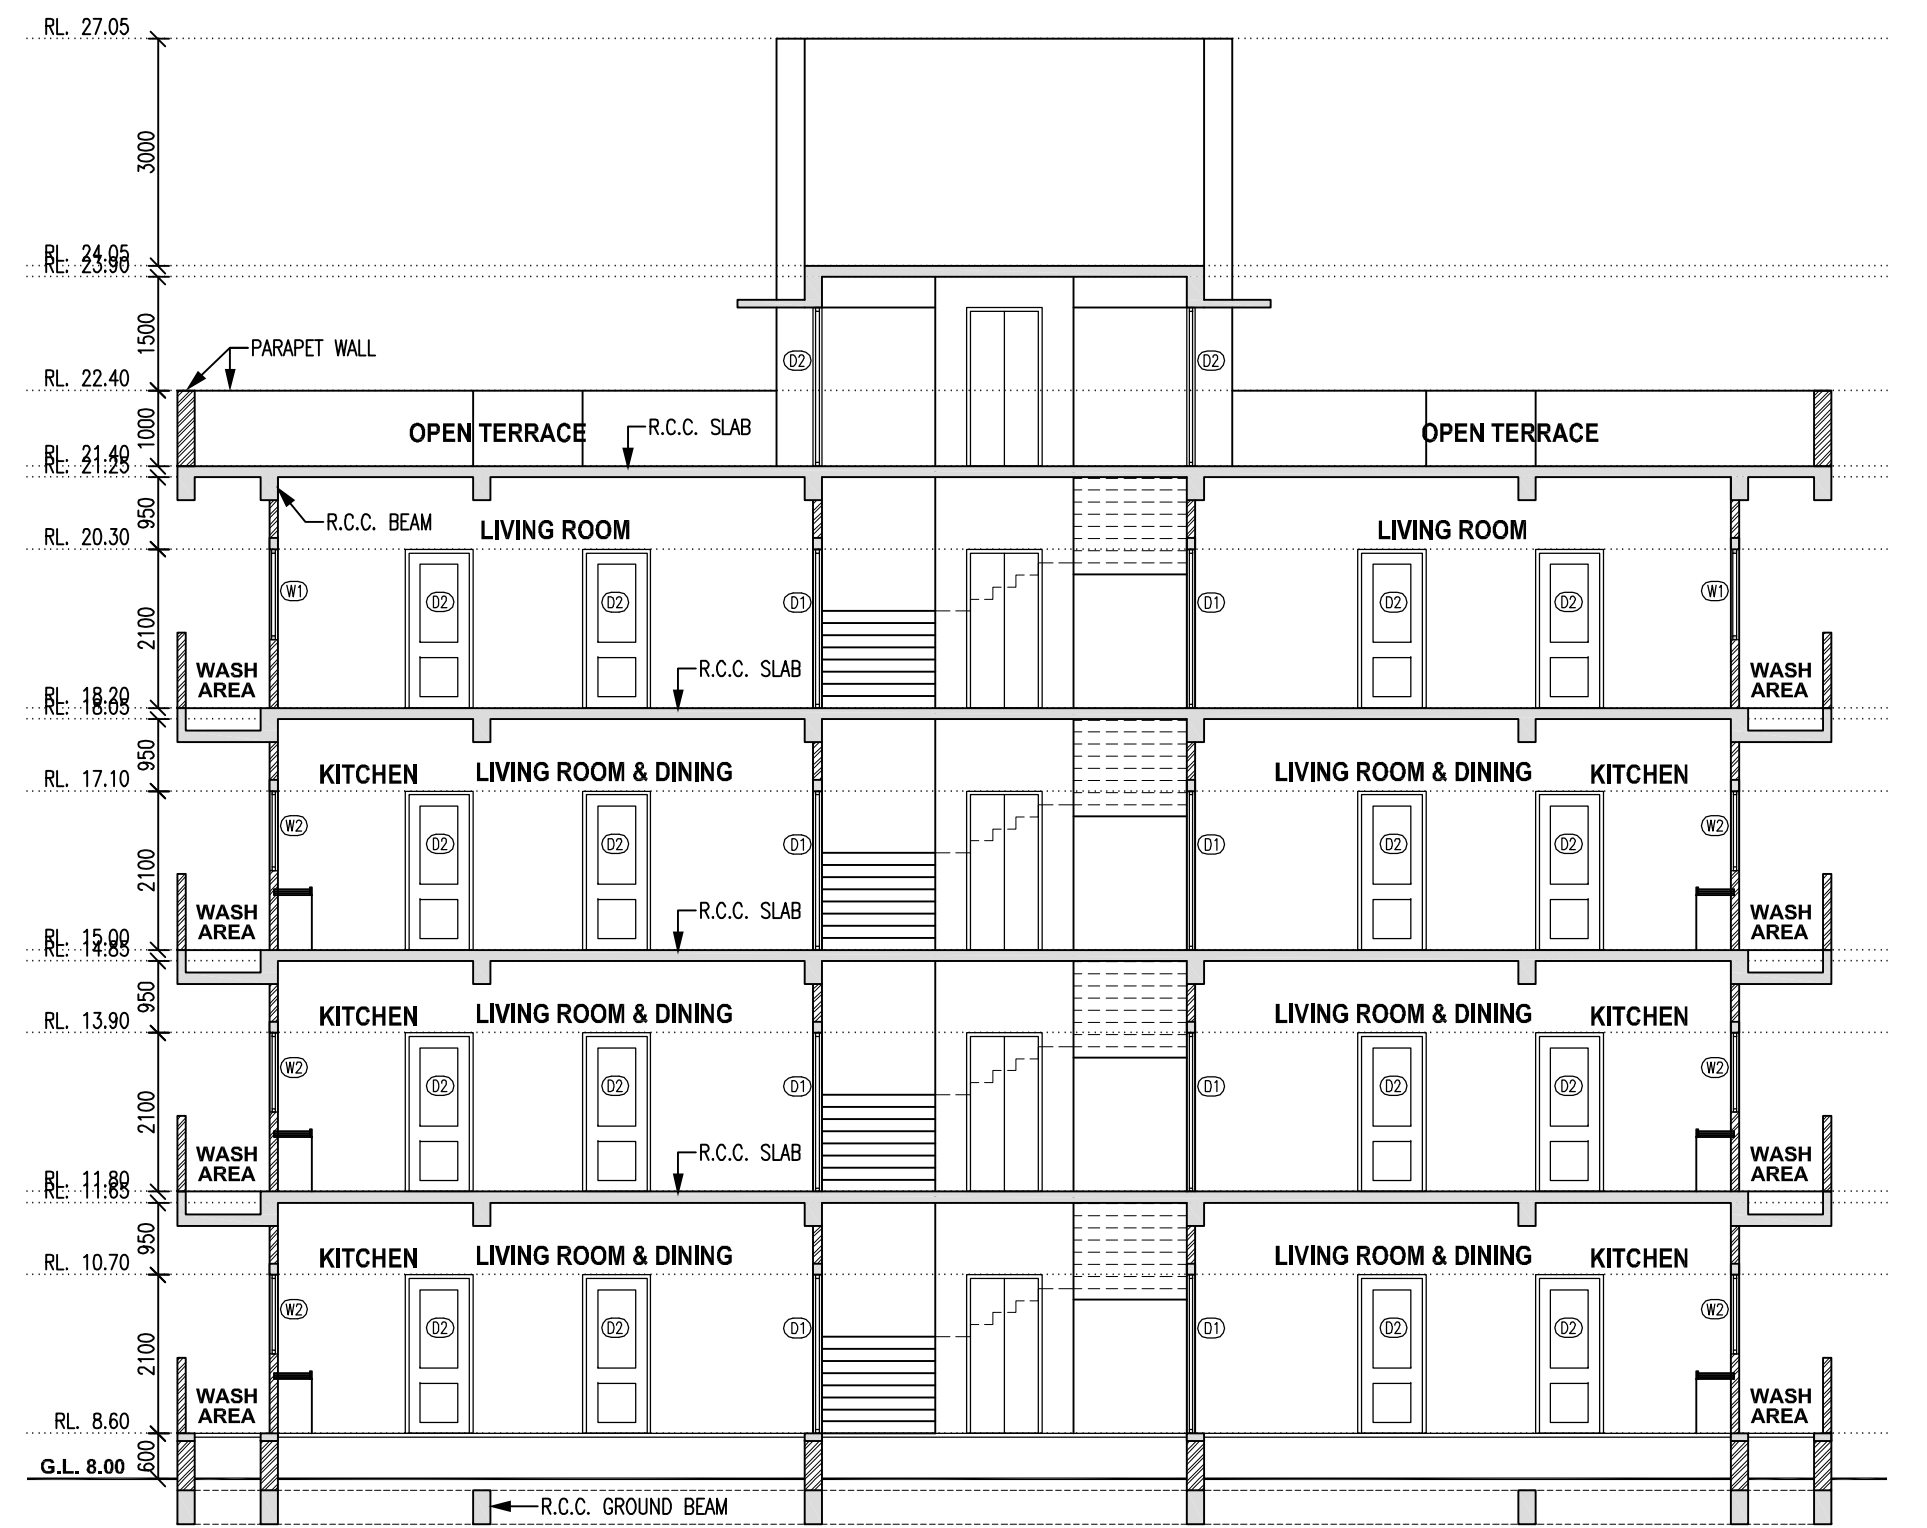 RL. 27.05
3000
RL. 24.05
RL. 23.90
1500
PARAPET WALL
D2
D2
RL. 22.40
1000
OPEN TERRACE
R.C.C. SLAB
OPEN TERRACE
RL. 21.40
RL. 21.25
950
R.C.C. BEAM
LIVING ROOM
LIVING ROOM
RL. 20.30
W1
D2
D2
D1
D1
D2
D2
W1
2100
WASH
AREA
R.C.C. SLAB
WASH
AREA
RL. 18.20
RL. 18.05
950
KITCHEN
LIVING ROOM & DINING
LIVING ROOM & DINING
KITCHEN
RL. 17.10
W2
D2
D2
D1
D1
D2
D2
W2
2100
WASH
AREA
R.C.C. SLAB
WASH
AREA
RL. 15.00
RL. 14.85
950
KITCHEN
LIVING ROOM & DINING
LIVING ROOM & DINING
KITCHEN
RL. 13.90
W2
D2
D2
D1
D1
D2
D2
W2
2100
WASH
AREA
R.C.C. SLAB
WASH
AREA
RL. 11.80
RL. 11.65
950
KITCHEN
LIVING ROOM & DINING
LIVING ROOM & DINING
KITCHEN
RL. 10.70
W2
D2
D2
D1
D1
D2
D2
W2
2100
WASH
AREA
WASH
AREA
RL. 8.60
600
G.L. 8.00
R.C.C. GROUND BEAM